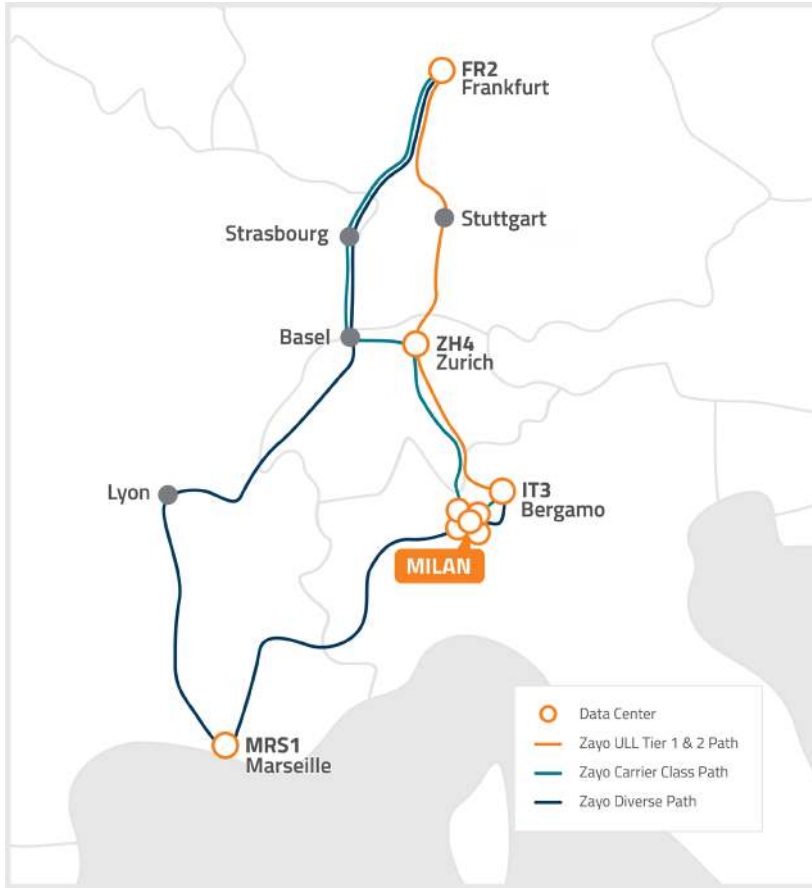 FR2
Frankfurt
Strasbourg
Stuttgart
Basel
ZH4
Zurich
Lyon
IT3
Bergamo
MILAN
MRS1
Marseille
Data Center
Zayo ULL Tier 1 & 2 Path
Zayo Carrier Class Path
Zayo Diverse Path